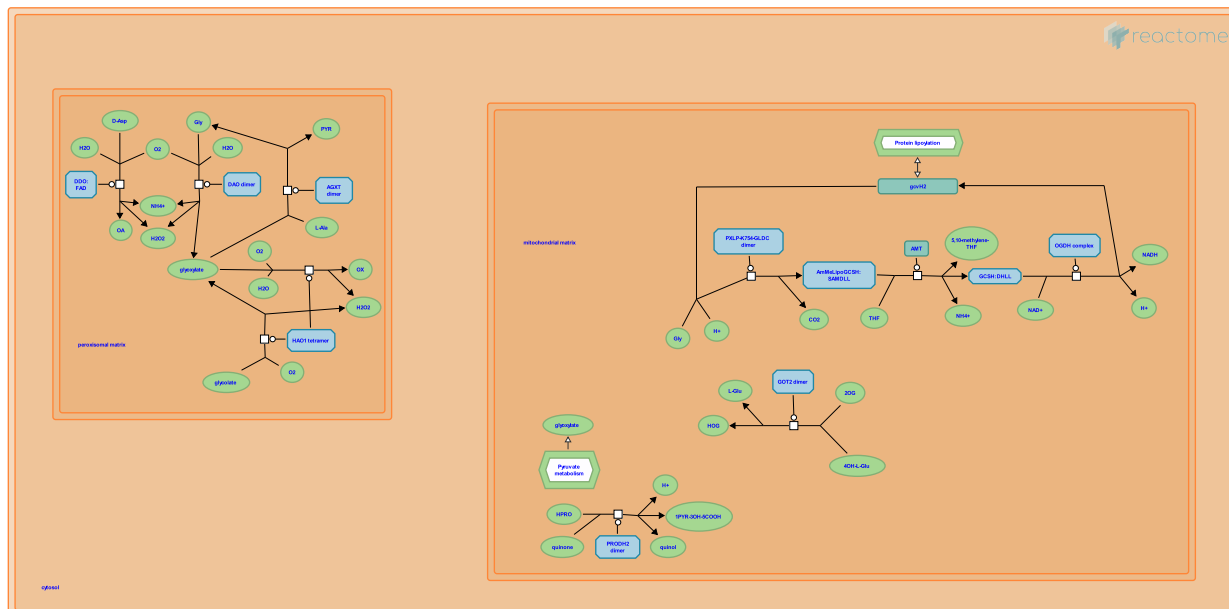 reactome
D-Asp
Gly
PYR
H2O
O2
H2O
DDO:
FAD
DAO dimer
AGXT
dimer
NH4+
OA
H2O2
L-Ala
O2
glyoxylate
OX
H2O
H2O2
HAO1 tetramer
peroxisomal matrix
glycolate
O2
Protein lipoylation
gcvH2
mitochondrial matrix
PXLP-K754-GLDC
dimer
AMT
5,10-methylene-
THF
OGDH complex
NADH
AmMeLipoGCSH:
SAMDLL
GCSH:DHLL
Gly
H+
CO2
THF
NH4+
NAD+
H+
GOT2 dimer
L-Glu
2OG
HOG
4OH-L-Glu
glyoxylate
Pyruvate
metabolism
H+
HPRO
1PYR-3OH-5COOH
quinone
PRODH2
dimer
quinol
cytosol